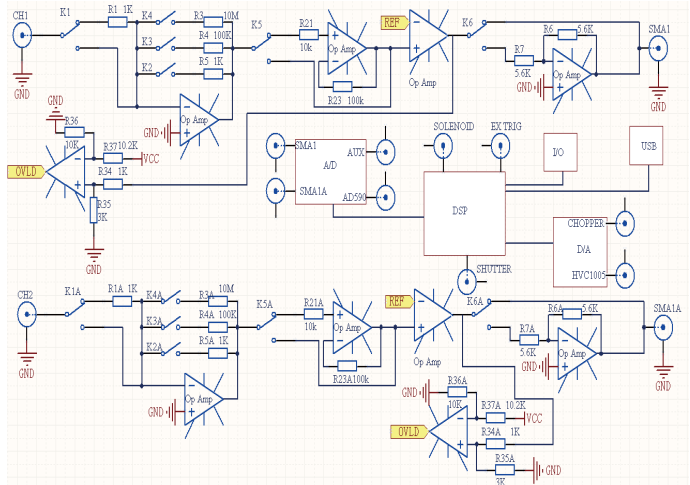 CH1 K1 R1 1K K4 R3 10M K5 R21 REF K6 R6 5.6K SMA1
K3 R4 100K 10k Op Amp Op Amp R7
K2 R5 1K R23 100k 5.6K Op Amp
GND GND GND
GND Op Amp
GND
R36
10K R37 10.2K VCC
OVLD R34 1K
R35
3K
GND
SMA1 AUX SOLENOID EX TRIG I/O USB
A/D
SMA1A AD590
DSP
CHOPPER
D/A
SHUTTER HVC1005
CH2 K1A R1A 1K K4A R3A 10M K5A R21A REF K6A R6A 5.6K SMA1A
K3A R4A 100K 10k Op Amp R7A
K2A R5A 1K R23A 100k Op Amp 5.6K Op Amp
GND GND GND
GND Op Amp
GND R36A
10K R37A 10.2K VCC
OVLD R34A 1K
R35A
3K GND